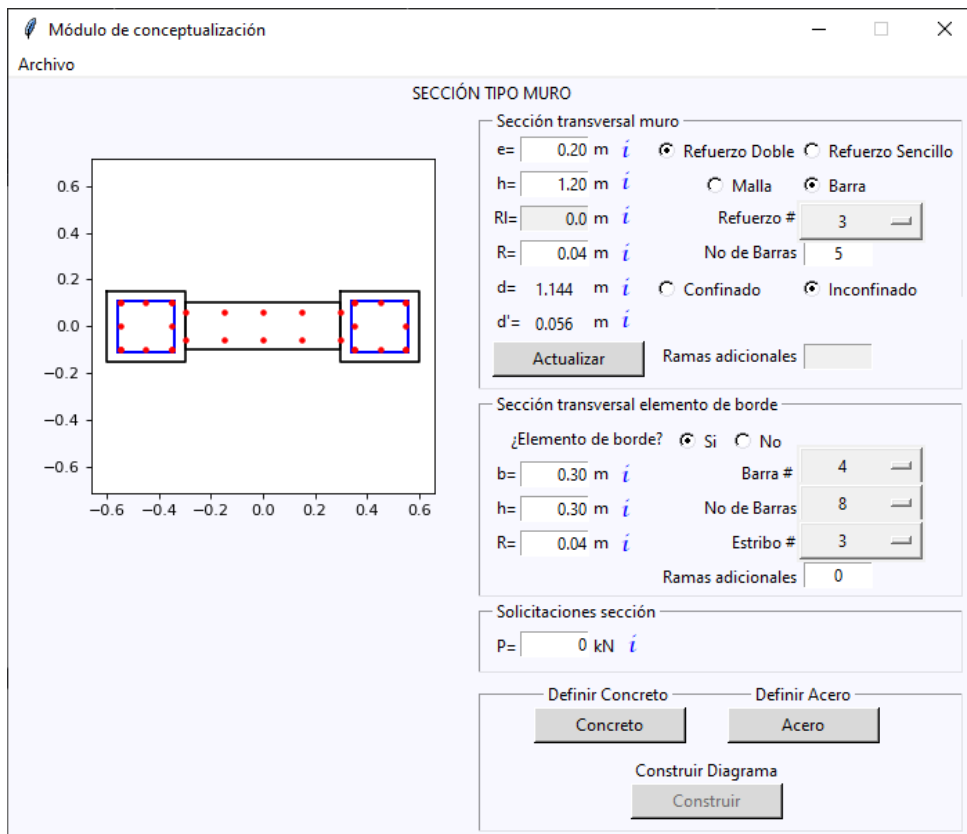 Módulo de conceptualización
Archivo
SECCIÓN TIPO MURO
0.6
0.4
0.2
0.0
−0.2
−0.4
−0.6
−0.6 −0.4 −0.2 0.0 0.2 0.4 0.6
Sección transversal muro
e= 0.20 m i Refuerzo Doble Refuerzo Sencillo
h= 1.20 m i Malla Barra
Rl= 0.0 m i Refuerzo # 3
R= 0.04 m i No de Barras 5
d= 1.144 m i Confinado Inconfinado
d'= 0.056 m i
Actualizar Ramas adicionales
Sección transversal elemento de borde
¿Elemento de borde? Si No
b= 0.30 m i Barra # 4
h= 0.30 m i No de Barras 8
R= 0.04 m i Estribo # 3
Ramas adicionales 0
Solicitaciones sección
P= 0 kN i
Definir Concreto Definir Acero
Concreto Acero
Construir Diagrama
Construir